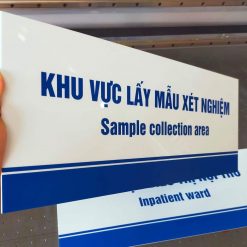 KHU VỰC LẤY MẪU XÉT NGHIỆM
Sample collection area
Inpatient ward